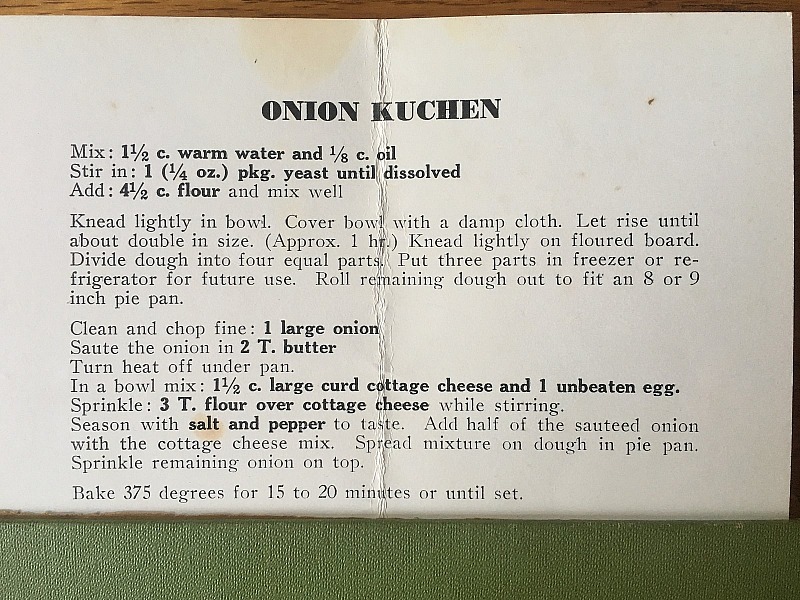 ONION KUCHEN
Mix: 1½ c. warm water and ⅛ c. oil
Stir in: 1 (¼ oz.) pkg. yeast until dissolved
Add: 4½ c. flour and mix well
Knead lightly in bowl. Cover bowl with a damp cloth. Let rise until
about double in size. (Approx. 1 hr.) Knead lightly on floured board.
Divide dough into four equal parts. Put three parts in freezer or re-
frigerator for future use. Roll remaining dough out to fit an 8 or 9
inch pie pan.
Clean and chop fine: 1 large onion
Saute the onion in 2 T. butter
Turn heat off under pan.
In a bowl mix: 1½ c. large curd cottage cheese and 1 unbeaten egg.
Sprinkle: 3 T. flour over cottage cheese while stirring.
Season with salt and pepper to taste. Add half of the sauteed onion
with the cottage cheese mix. Spread mixture on dough in pie pan.
Sprinkle remaining onion on top.
Bake 375 degrees for 15 to 20 minutes or until set.